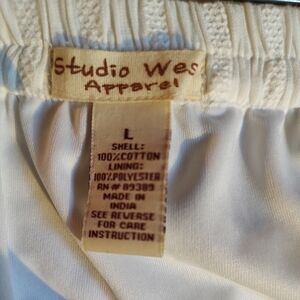 Studio Wes
Apparel
L
SHELL:
100%COTTON
LINING:
100%POLYESTER
RN # 89389
MADE IN
INDIA
SEE REVERSE
FOR CARE
INSTRUCTION